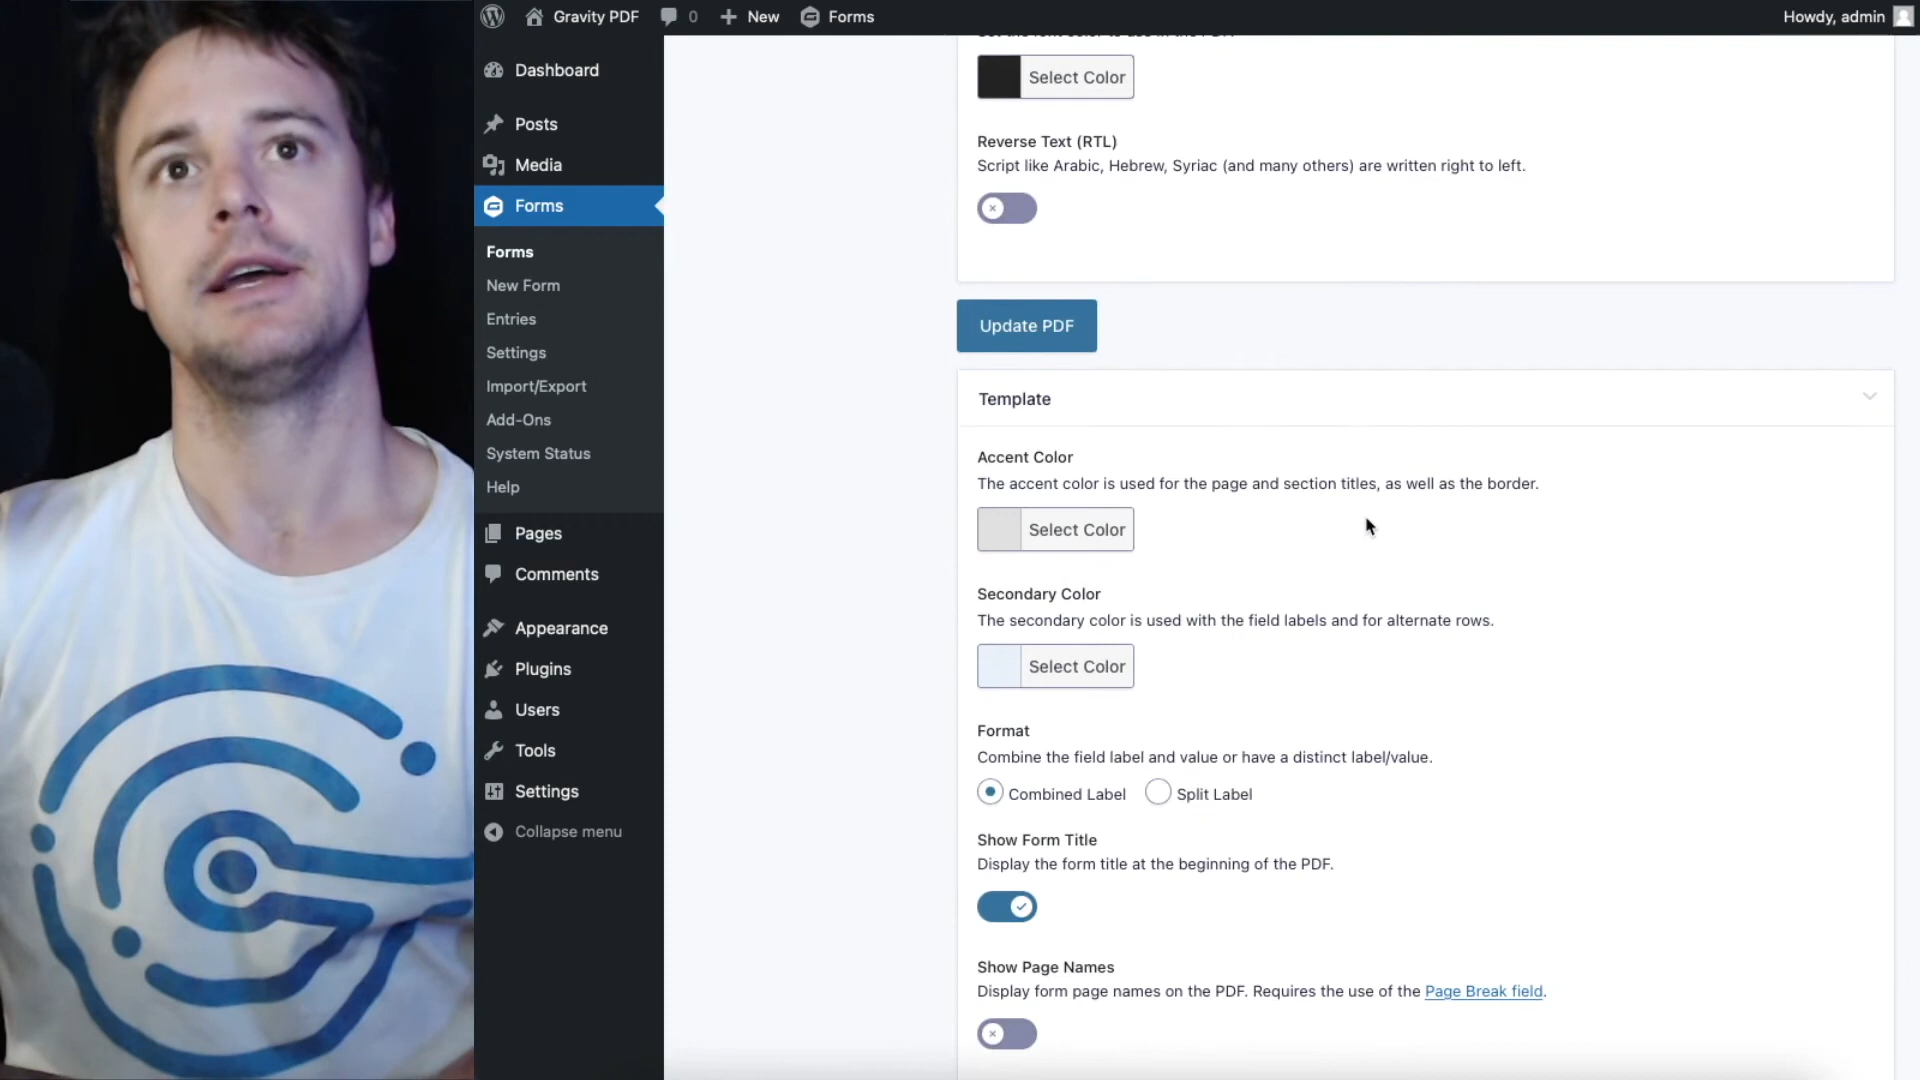 Gravity PDF
0
New
Forms
Howdy, admin
Dashboard
Posts
Media
Forms
Forms
New Form
Entries
Settings
Import/Export
Add-Ons
System Status
Help
Pages
Comments
Appearance
Plugins
Users
Tools
Settings
Collapse menu
Select Color
Reverse Text (RTL)
Script like Arabic, Hebrew, Syriac (and many others) are written right to left.
Update PDF
Template
Accent Color
The accent color is used for the page and section titles, as well as the border.
Select Color
Secondary Color
The secondary color is used with the field labels and for alternate rows.
Select Color
Format
Combine the field label and value or have a distinct label/value.
Combined Label Split Label
Show Form Title
Display the form title at the beginning of the PDF.
Show Page Names
Display form page names on the PDF. Requires the use of the Page Break field.